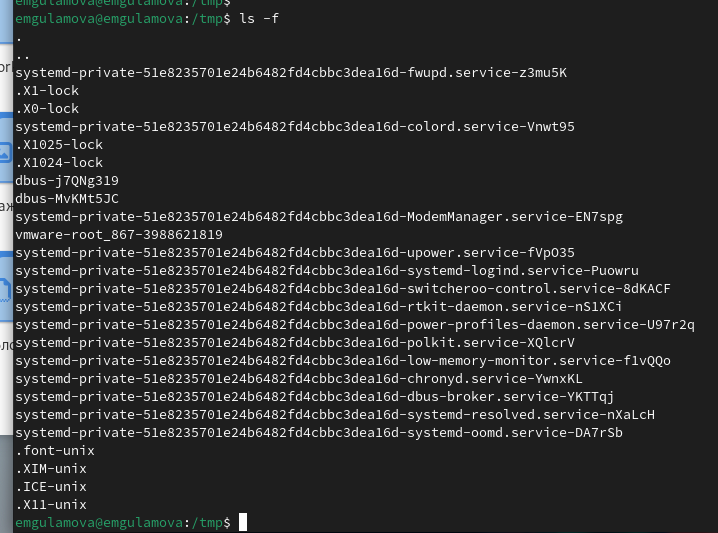 emgulamova@emgulamova:/tmp$
emgulamova@emgulamova:/tmp$ ls -f
.
..
systemd-private-51e8235701e24b6482fd4cbbc3dea16d-fwupd.service-z3mu5K
.X1-lock
.X0-lock
systemd-private-51e8235701e24b6482fd4cbbc3dea16d-colord.service-Vnwt95
.X1025-lock
.X1024-lock
dbus-j7QNg319
dbus-MvKMt5JC
systemd-private-51e8235701e24b6482fd4cbbc3dea16d-ModemManager.service-EN7spg
vmware-root_867-3988621819
systemd-private-51e8235701e24b6482fd4cbbc3dea16d-upower.service-fVpO35
systemd-private-51e8235701e24b6482fd4cbbc3dea16d-systemd-logind.service-Puowru
systemd-private-51e8235701e24b6482fd4cbbc3dea16d-switcheroo-control.service-8dKACF
systemd-private-51e8235701e24b6482fd4cbbc3dea16d-rtkit-daemon.service-nS1XCi
systemd-private-51e8235701e24b6482fd4cbbc3dea16d-power-profiles-daemon.service-U97r2q
systemd-private-51e8235701e24b6482fd4cbbc3dea16d-polkit.service-XQlcrV
systemd-private-51e8235701e24b6482fd4cbbc3dea16d-low-memory-monitor.service-f1vQQo
systemd-private-51e8235701e24b6482fd4cbbc3dea16d-chronyd.service-YwnxKL
systemd-private-51e8235701e24b6482fd4cbbc3dea16d-dbus-broker.service-YKTTqj
systemd-private-51e8235701e24b6482fd4cbbc3dea16d-systemd-resolved.service-nXaLcH
systemd-private-51e8235701e24b6482fd4cbbc3dea16d-systemd-oomd.service-DA7rSb
.font-unix
.XIM-unix
.ICE-unix
.X11-unix
emgulamova@emgulamova:/tmp$